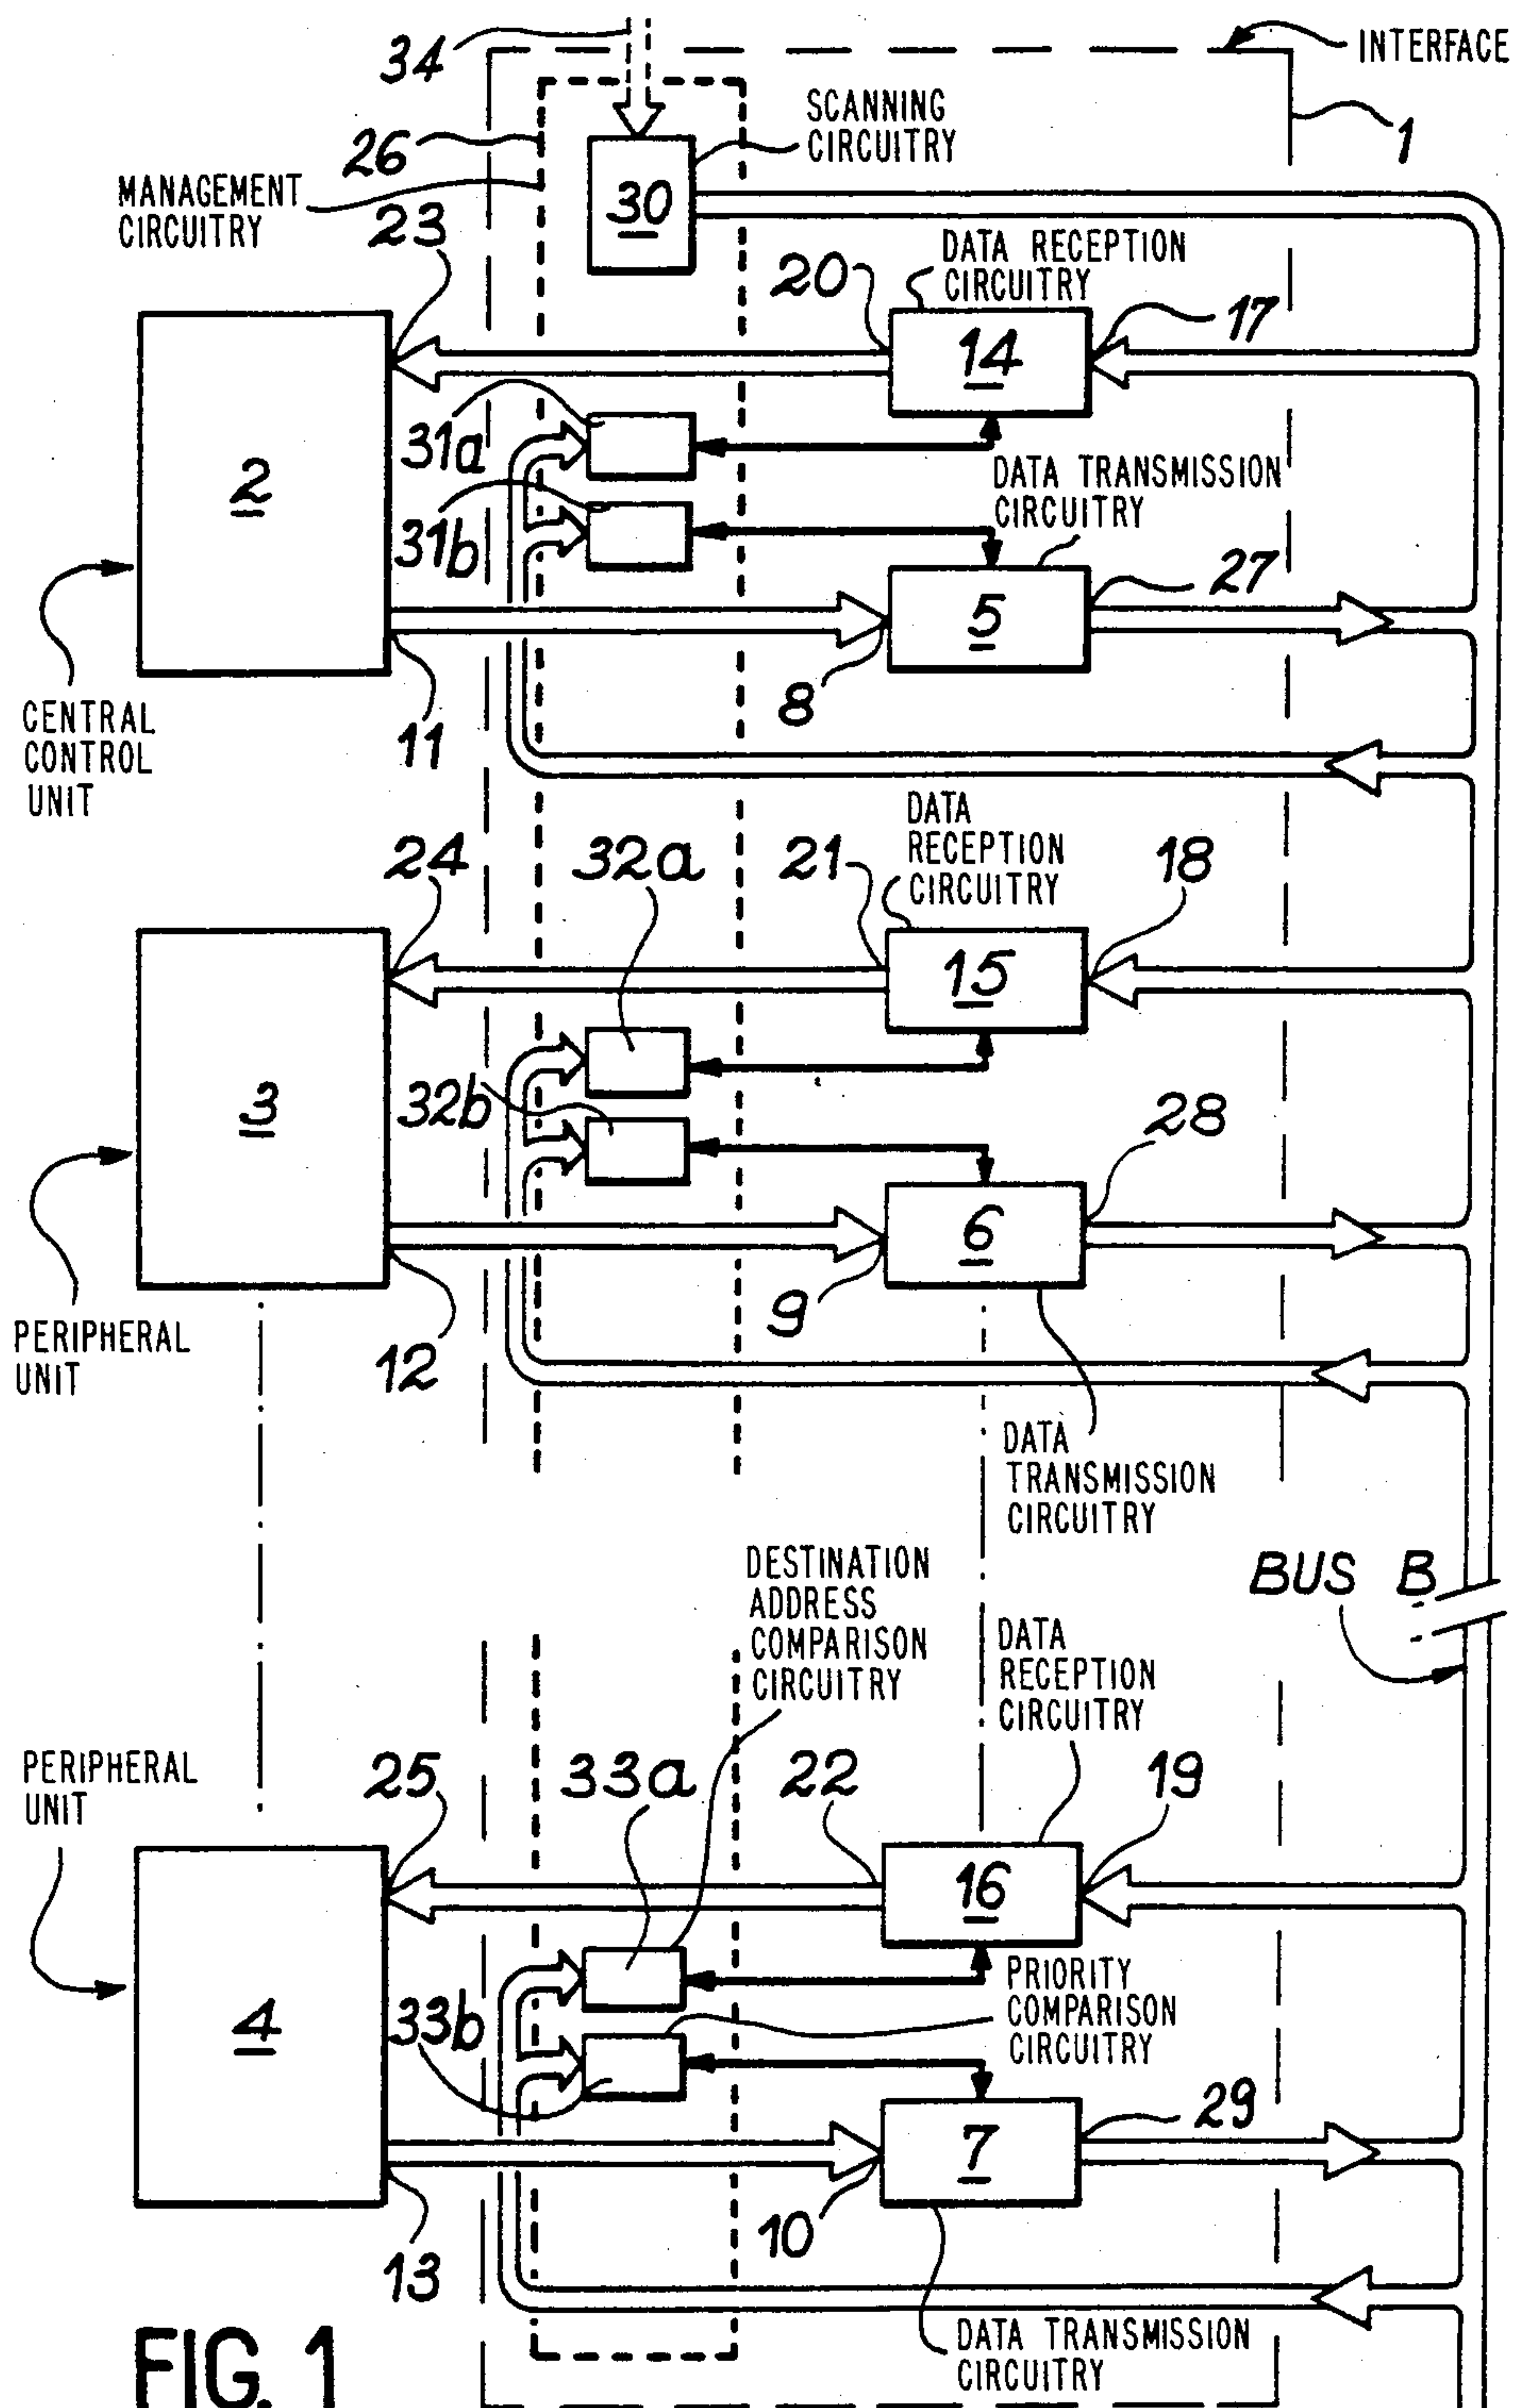 34
INTERFACE
SCANNING
CIRCUITRY
1
26
MANAGEMENT
CIRCUITRY
30
23
DATA RECEPTION
CIRCUITRY
20
17
14
31a
2
DATA TRANSMISSION
CIRCUITRY
31b
27
5
8
CENTRAL
CONTROL
UNIT
11
DATA
RECEPTION
CIRCUITRY
24
32a
21
18
15
3
32b
28
6
9
PERIPHERAL
UNIT
12
DATA
TRANSMISSION
CIRCUITRY
DESTINATION
ADDRESS
COMPARISON
CIRCUITRY
BUS B
DATA
RECEPTION
CIRCUITRY
PERIPHERAL
UNIT
25
33a
22
19
16
PRIORITY
COMPARISON
CIRCUITRY
4
33b
29
7
10
13
DATA TRANSMISSION
CIRCUITRY
FIG. 1